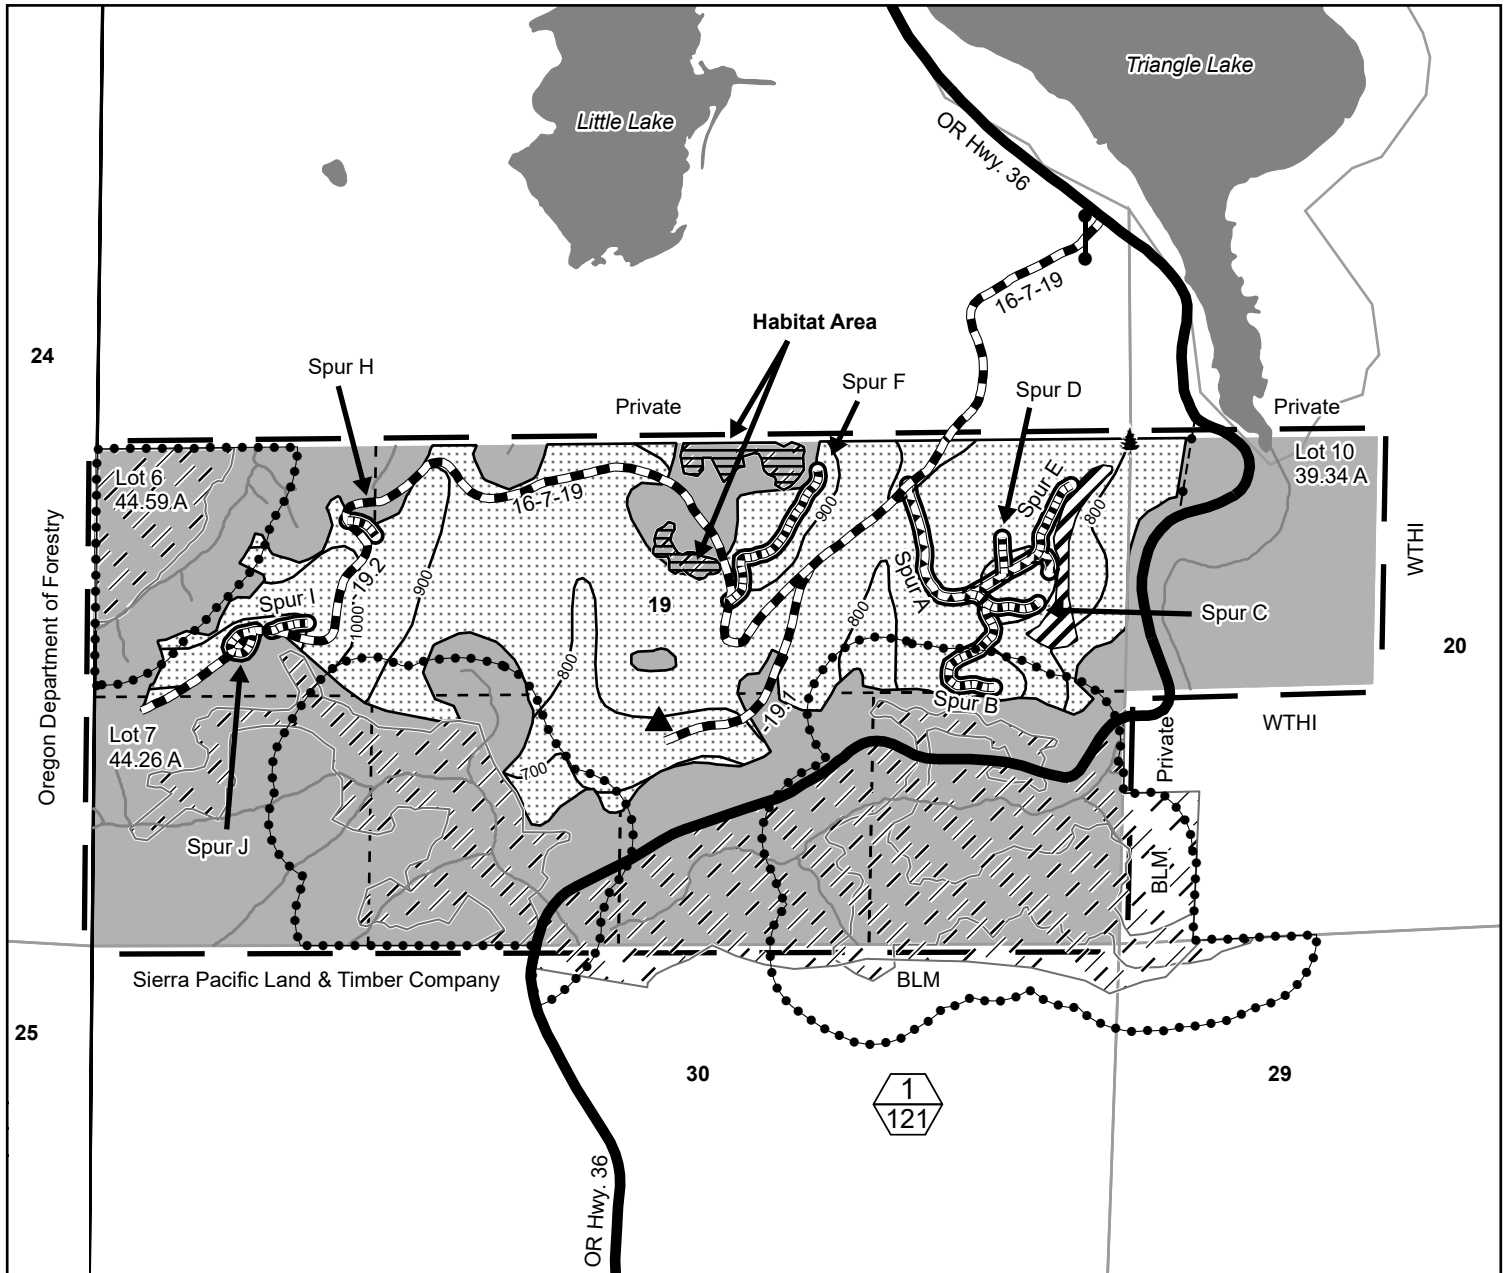 Triangle Lake
Little Lake
OR Hwy. 36
16-7-19
Habitat Area
24
Spur H
Spur F
Spur D
Private
Private
Lot 10
39.34 A
Lot 6
44.59 A
16-7-19
Spur E
900
800
Oregon Department of Forestry
WTHI
-19.2
900
1000
Spur I
19
800
Spur A
Spur C
20
800
-19.1
Spur B
WTHI
Private
Lot 7
44.26 A
700
Spur J
BLM
Sierra Pacific Land & Timber Company
BLM
25
30
29
1
121
OR Hwy. 36